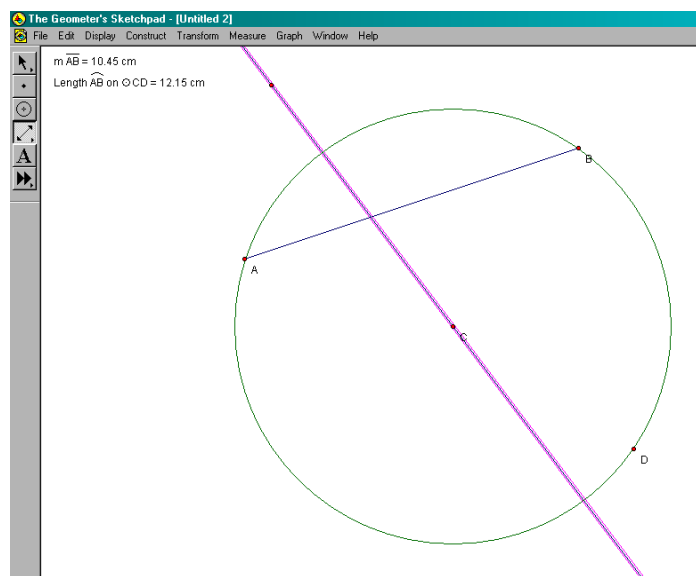 The Geometer's Sketchpad - [Untitled 2]
File Edit Display Construct Transform Measure Graph Window Help
m AB = 10.45 cm
Length AB on ⊙CD = 12.15 cm
A
B
A
C
D